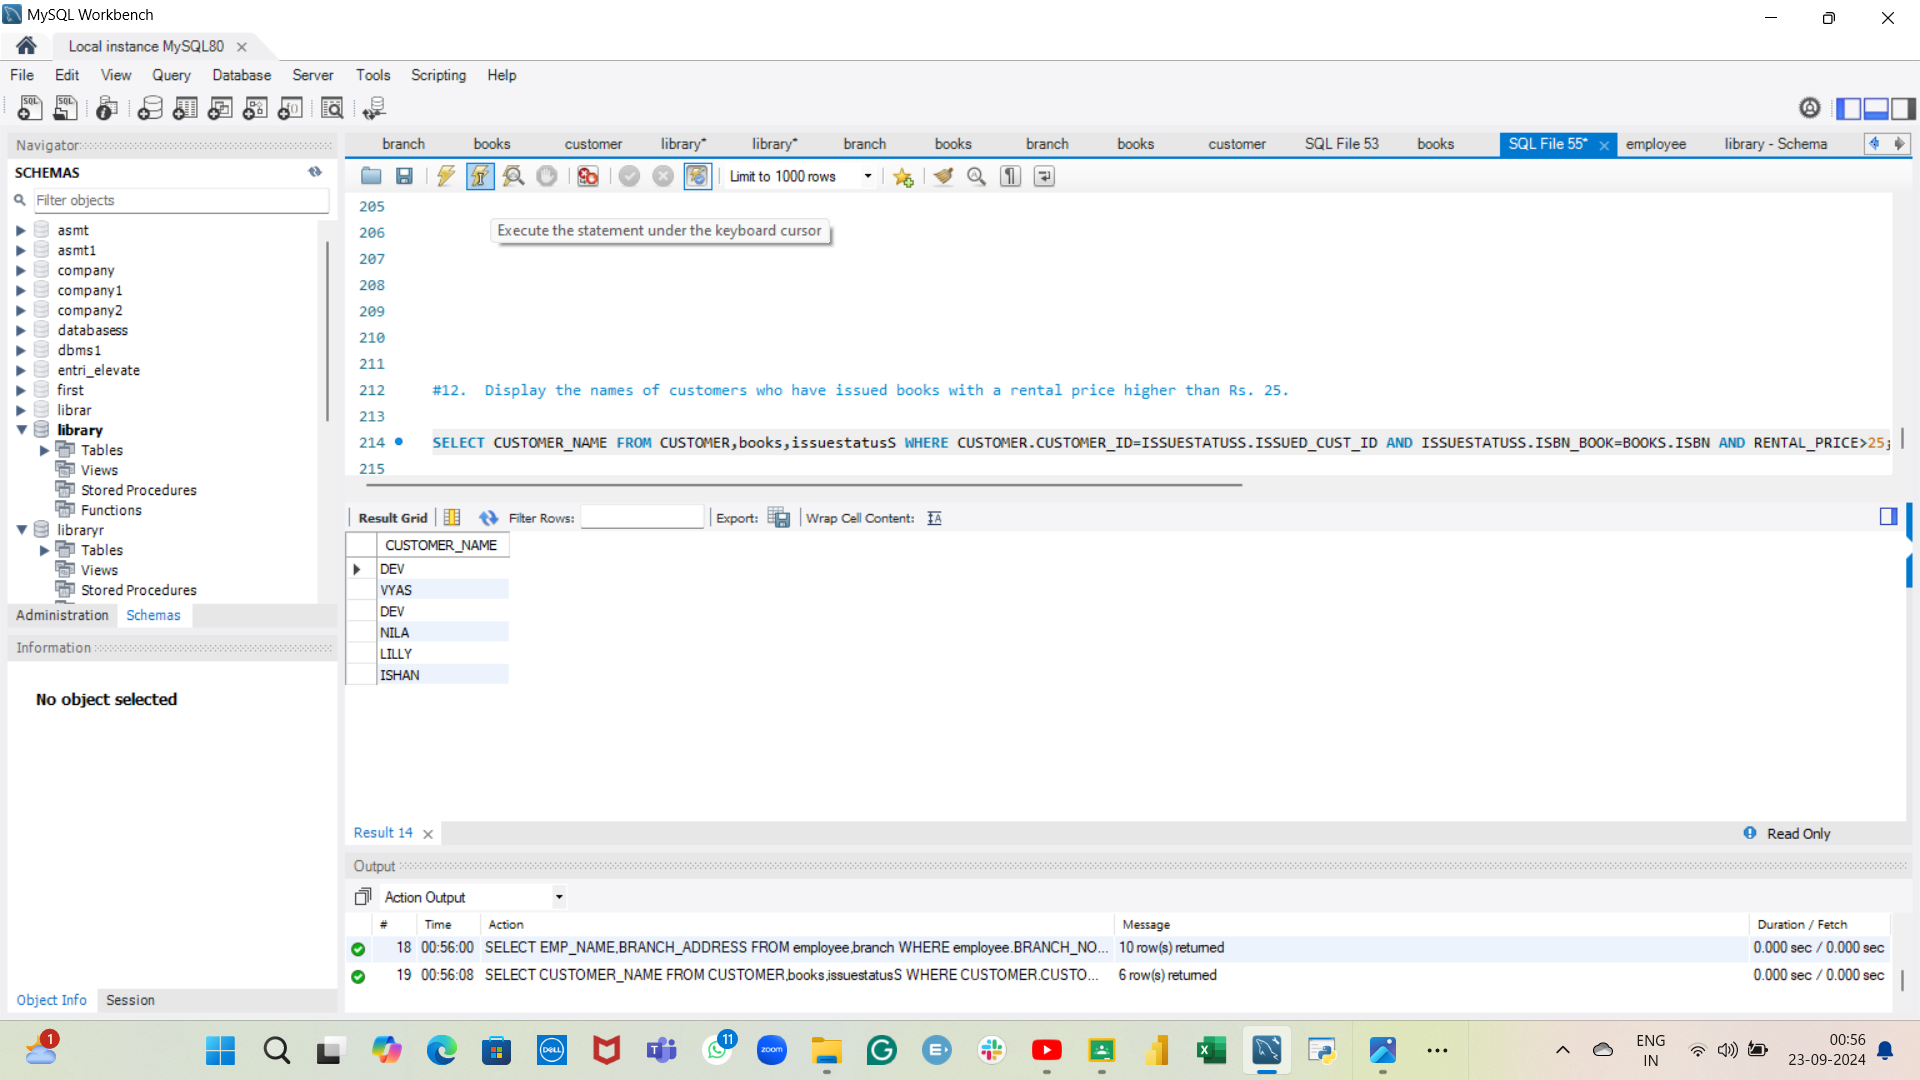 MySQL Workbench
Local instance MySQL80
File Edit View Query Database Server Tools Scripting Help
Navigator
SCHEMAS
Filter objects
asmt
asmt1
company
company1
company2
databasess
dbms1
entri_elevate
first
librar
library
Tables
Views
Stored Procedures
Functions
libraryr
Tables
Views
Stored Procedures
Administration Schemas
Information
No object selected
Object Info Session
branch books customer library* library* branch books branch books customer SQL File 53 books SQL File 55* employee library - Schema
Limit to 1000 rows
Execute the statement under the keyboard cursor
205
206
207
208
209
210
211
212 #12. Display the names of customers who have issued books with a rental price higher than Rs. 25.
213
214 SELECT CUSTOMER_NAME FROM CUSTOMER,books,issuestatusS WHERE CUSTOMER.CUSTOMER_ID=ISSUESTATUSS.ISSUED_CUST_ID AND ISSUESTATUSS.ISBN_BOOK=BOOKS.ISBN AND RENTAL_PRICE>25;
215
Result Grid Filter Rows: Export: Wrap Cell Content:
CUSTOMER_NAME
DEV
VYAS
DEV
NILA
LILLY
ISHAN
Result 14 Read Only
Output
Action Output
# Time Action Message Duration / Fetch
18 00:56:00 SELECT EMP_NAME,BRANCH_ADDRESS FROM employee,branch WHERE employee.BRANCH_NO... 10 row(s) returned 0.000 sec / 0.000 sec
19 00:56:08 SELECT CUSTOMER_NAME FROM CUSTOMER,books,issuestatusS WHERE CUSTOMER.CUSTO... 6 row(s) returned 0.000 sec / 0.000 sec
1
DELL
11
zoom
ENG
IN
00:56
23-09-2024